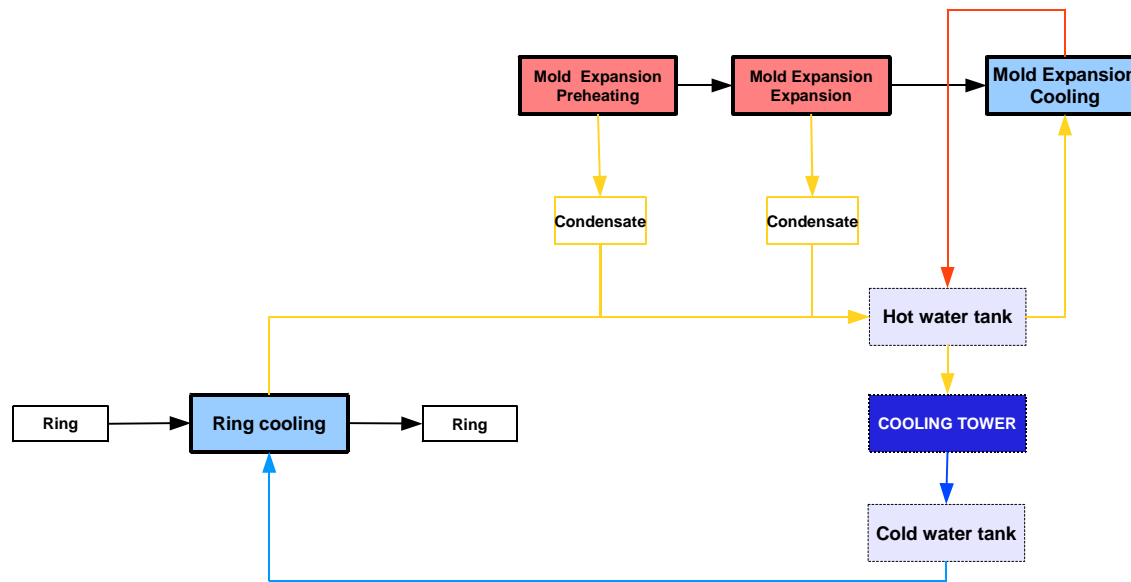 Mold Expansion
Preheating
Mold Expansion
Expansion
Mold Expansion
Cooling
Condensate
Condensate
Hot water tank
Ring
Ring cooling
Ring
COOLING TOWER
Cold water tank